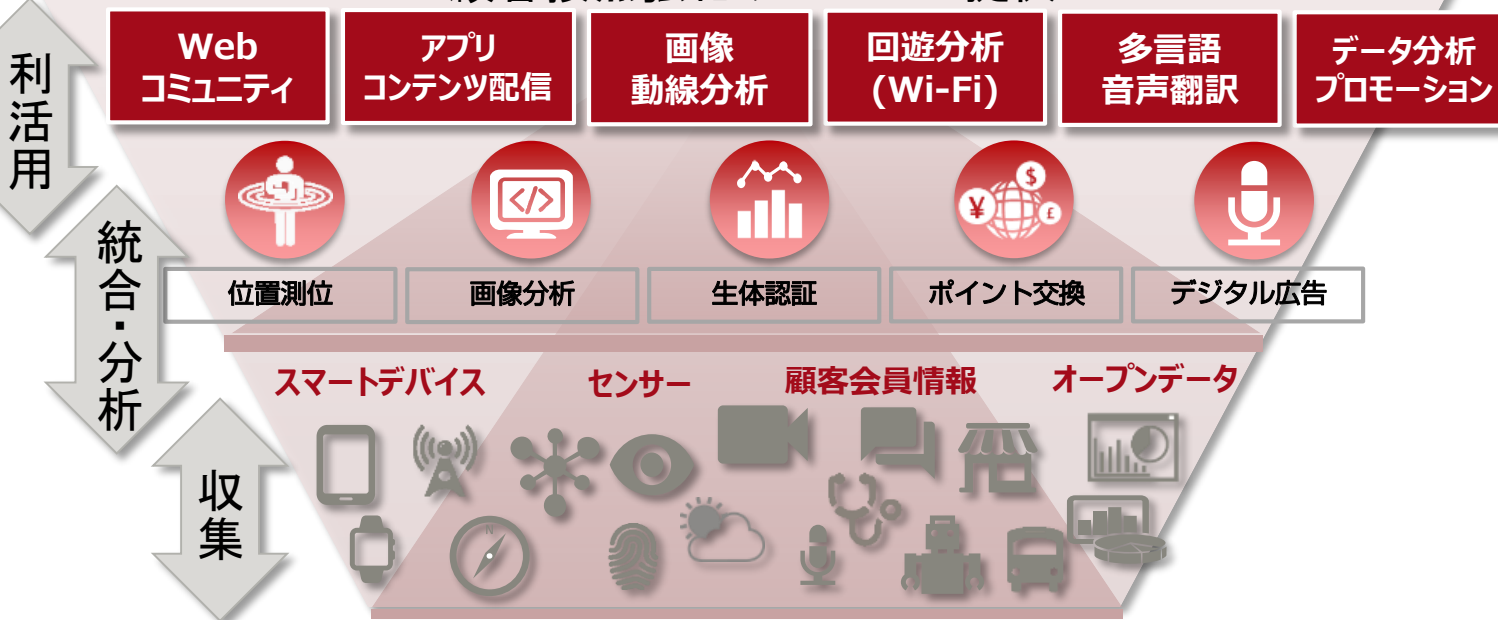 利活用
Web
コミュニティ
アプリ
コンテンツ配信
画像
動線分析
回遊分析
(Wi-Fi)
多言語
音声翻訳
データ分析
プロモーション
</>
¥
$
£
統合・分析
位置測位
画像分析
生体認証
ポイント交換
デジタル広告
スマートデバイス
センサー
顧客会員情報
オープンデータ
収集
N